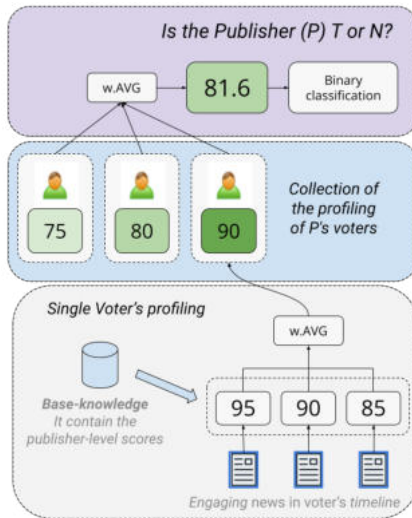 Is the Publisher (P) T or N?
w.AVG
81.6
Binary
classification
75
80
90
Collection of
the profiling
of P's voters
Single Voter's profiling
w.AVG
Base-knowledge
It contain the
publisher-level scores
95
90
85
Engaging news in voter's timeline